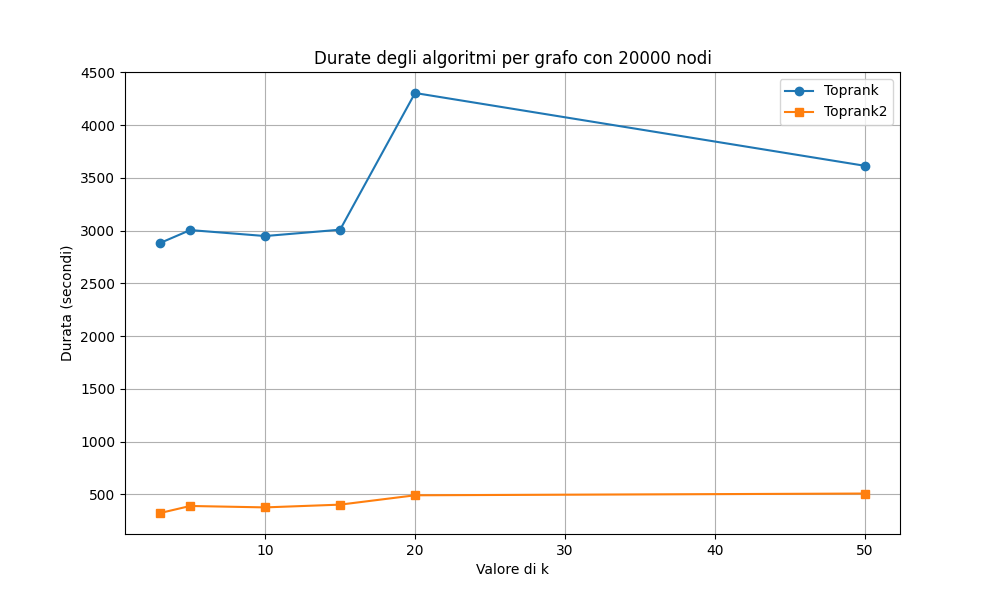 Durate degli algoritmi per grafo con 20000 nodi
Toprank
Toprank2
4500
4000
3500
3000
2500
2000
1500
1000
500
Durata (secondi)
10
20
30
40
50
Valore di k